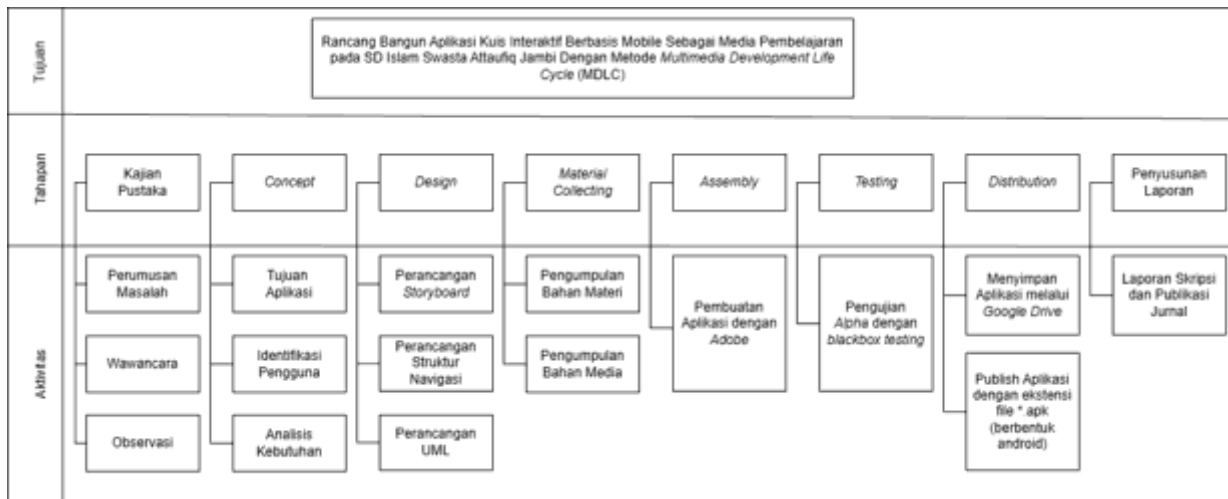 Tujuan
Rancang Bangun Aplikasi Kuis Interaktif Berbasis Mobile Sebagai Media Pembelajaran
pada SD Islam Swasta Attaufiq Jambi Dengan Metode Multimedia Development Life
Cycle (MDLC)
Tahapan
Kajian
Pustaka
Concept
Design
Material
Collecting
Assembly
Testing
Distribution
Penyusunan
Laporan
Aktivitas
Perumusan
Masalah
Wawancara
Observasi
Tujuan
Aplikasi
Identifikasi
Pengguna
Analisis
Kebutuhan
Perancangan
Storyboard
Perancangan
Struktur
Navigasi
Perancangan
UML
Pengumpulan
Bahan Materi
Pengumpulan
Bahan Media
Pembuatan
Aplikasi dengan
Adobe
Pengujian
Alpha dengan
blackbox testing
Menyimpan
Aplikasi melalui
Google Drive
Publish Aplikasi
dengan ekstensi
file *.apk
(berbentuk
android)
Laporan Skripsi
dan Publikasi
Jurnal